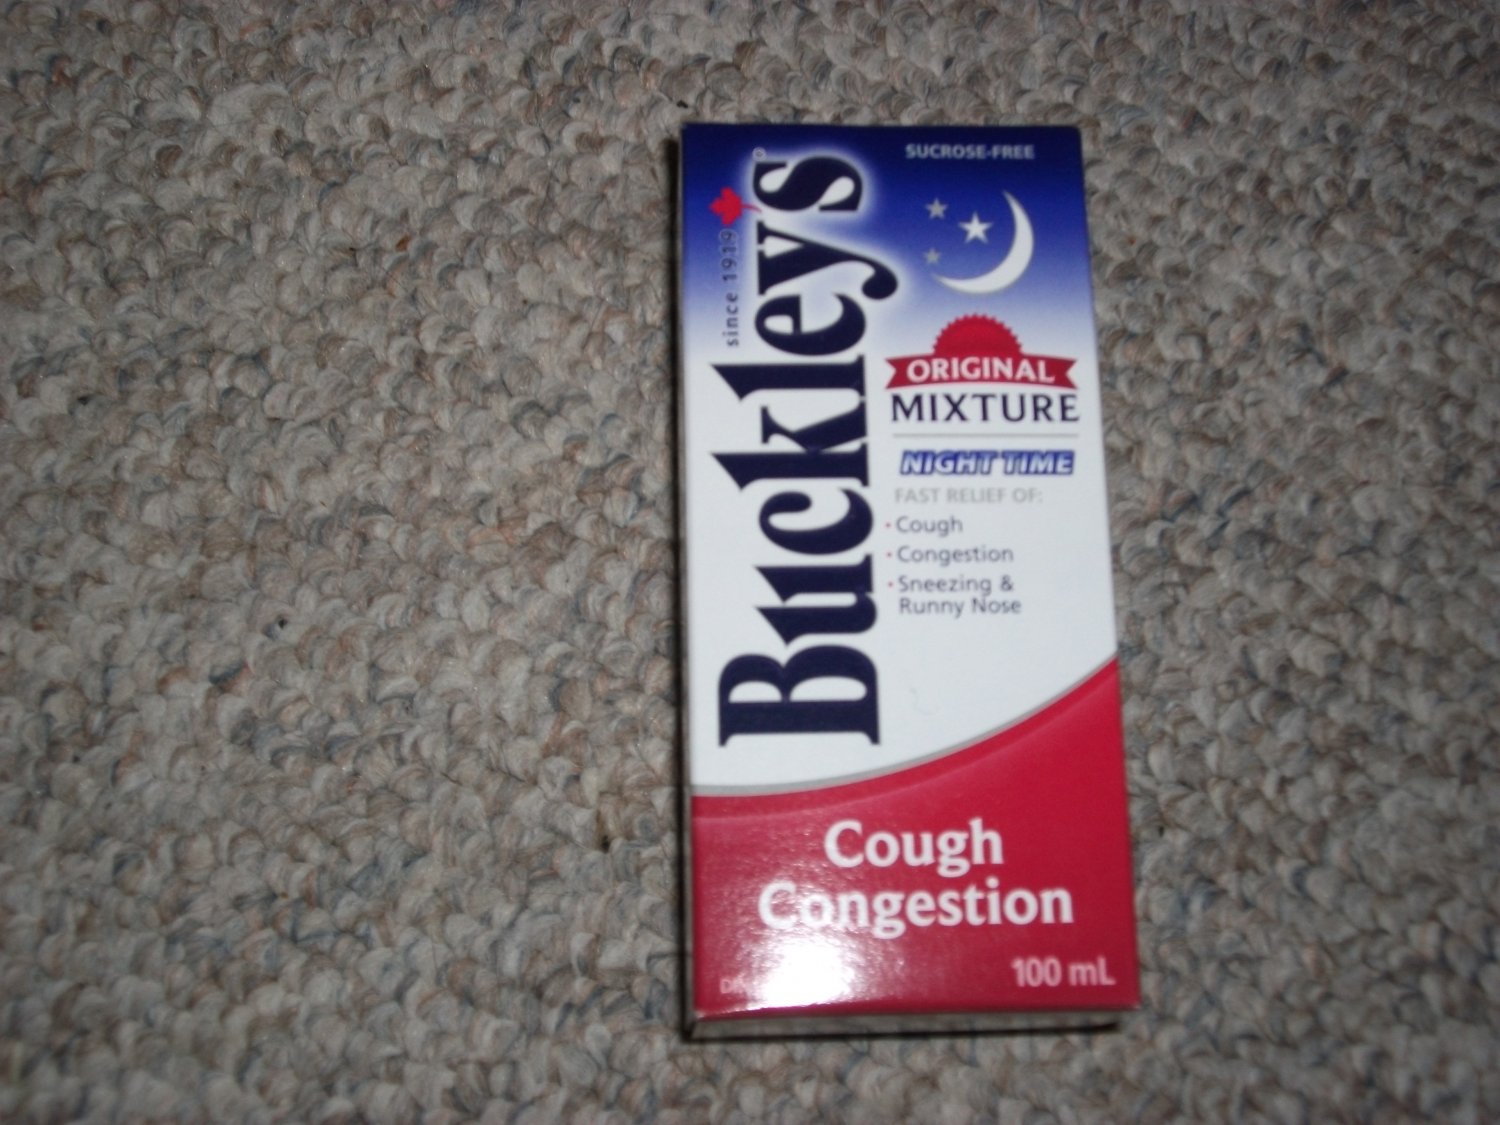 SUCROSE-FREE
since 1919
Buckley's
ORIGINAL
MIXTURE
NIGHT TIME
FAST RELIEF OF:
• Cough
• Congestion
• Sneezing &
Runny Nose
Cough
Congestion
100 mL